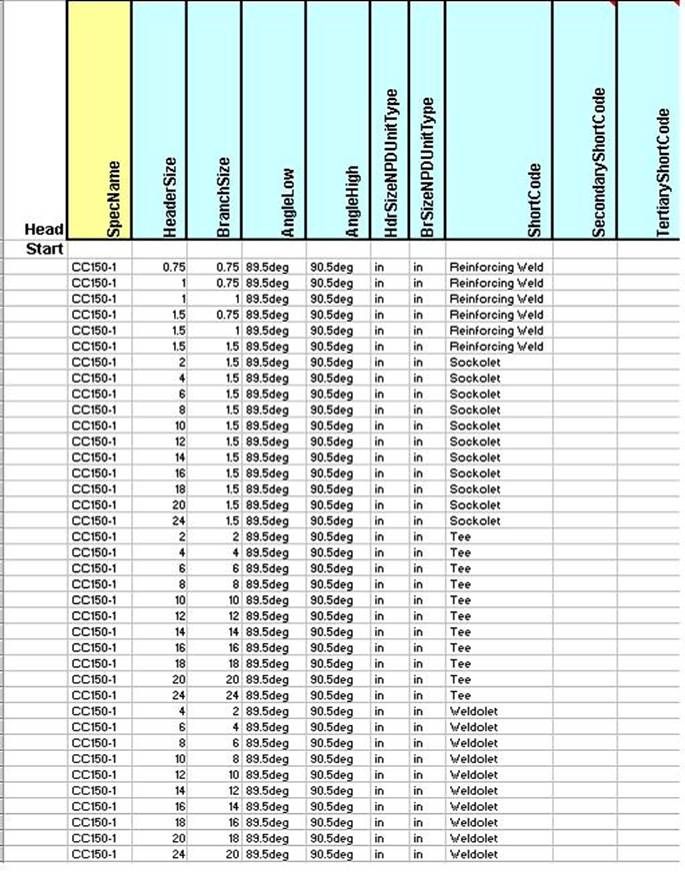 Head SpecName HeaderSize BranchSize AngleLow AngleHigh HdrSizeNPDUnitType BrSizeNPDUnitType ShortCode SecondaryShortCode TertiaryShortCode
Start
CC150-1 0.75 0.75 89.5deg 90.5deg in in Reinforcing Weld
CC150-1 1 0.75 89.5deg 90.5deg in in Reinforcing Weld
CC150-1 1 1 89.5deg 90.5deg in in Reinforcing Weld
CC150-1 1.5 0.75 89.5deg 90.5deg in in Reinforcing Weld
CC150-1 1.5 1 89.5deg 90.5deg in in Reinforcing Weld
CC150-1 1.5 1.5 89.5deg 90.5deg in in Reinforcing Weld
CC150-1 2 1.5 89.5deg 90.5deg in in Sockolet
CC150-1 4 1.5 89.5deg 90.5deg in in Sockolet
CC150-1 6 1.5 89.5deg 90.5deg in in Sockolet
CC150-1 8 1.5 89.5deg 90.5deg in in Sockolet
CC150-1 10 1.5 89.5deg 90.5deg in in Sockolet
CC150-1 12 1.5 89.5deg 90.5deg in in Sockolet
CC150-1 14 1.5 89.5deg 90.5deg in in Sockolet
CC150-1 16 1.5 89.5deg 90.5deg in in Sockolet
CC150-1 18 1.5 89.5deg 90.5deg in in Sockolet
CC150-1 20 1.5 89.5deg 90.5deg in in Sockolet
CC150-1 24 1.5 89.5deg 90.5deg in in Sockolet
CC150-1 2 2 89.5deg 90.5deg in in Tee
CC150-1 4 4 89.5deg 90.5deg in in Tee
CC150-1 6 6 89.5deg 90.5deg in in Tee
CC150-1 8 8 89.5deg 90.5deg in in Tee
CC150-1 10 10 89.5deg 90.5deg in in Tee
CC150-1 12 12 89.5deg 90.5deg in in Tee
CC150-1 14 14 89.5deg 90.5deg in in Tee
CC150-1 16 16 89.5deg 90.5deg in in Tee
CC150-1 18 18 89.5deg 90.5deg in in Tee
CC150-1 20 20 89.5deg 90.5deg in in Tee
CC150-1 24 24 89.5deg 90.5deg in in Tee
CC150-1 4 2 89.5deg 90.5deg in in Weldolet
CC150-1 6 4 89.5deg 90.5deg in in Weldolet
CC150-1 8 6 89.5deg 90.5deg in in Weldolet
CC150-1 10 8 89.5deg 90.5deg in in Weldolet
CC150-1 12 10 89.5deg 90.5deg in in Weldolet
CC150-1 14 12 89.5deg 90.5deg in in Weldolet
CC150-1 16 14 89.5deg 90.5deg in in Weldolet
CC150-1 18 16 89.5deg 90.5deg in in Weldolet
CC150-1 20 18 89.5deg 90.5deg in in Weldolet
CC150-1 24 20 89.5deg 90.5deg in in Weldolet